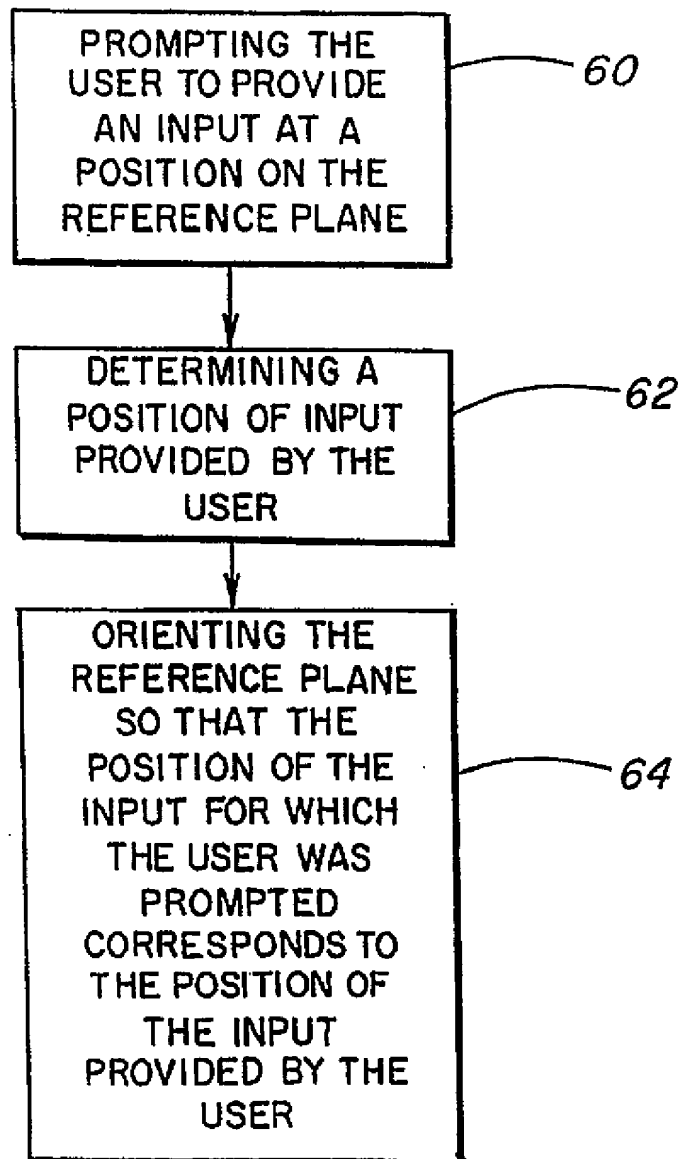 PROMPTING THE
USER TO PROVIDE
AN INPUT AT A
POSITION ON THE
REFERENCE PLANE
60
DETERMINING A
POSITION OF INPUT
PROVIDED BY THE
USER
62
ORIENTING THE
REFERENCE PLANE
SO THAT THE
POSITION OF THE
INPUT FOR WHICH
THE USER WAS
PROMPTED
CORRESPONDS TO
THE POSITION OF
THE INPUT
PROVIDED BY THE
USER
64